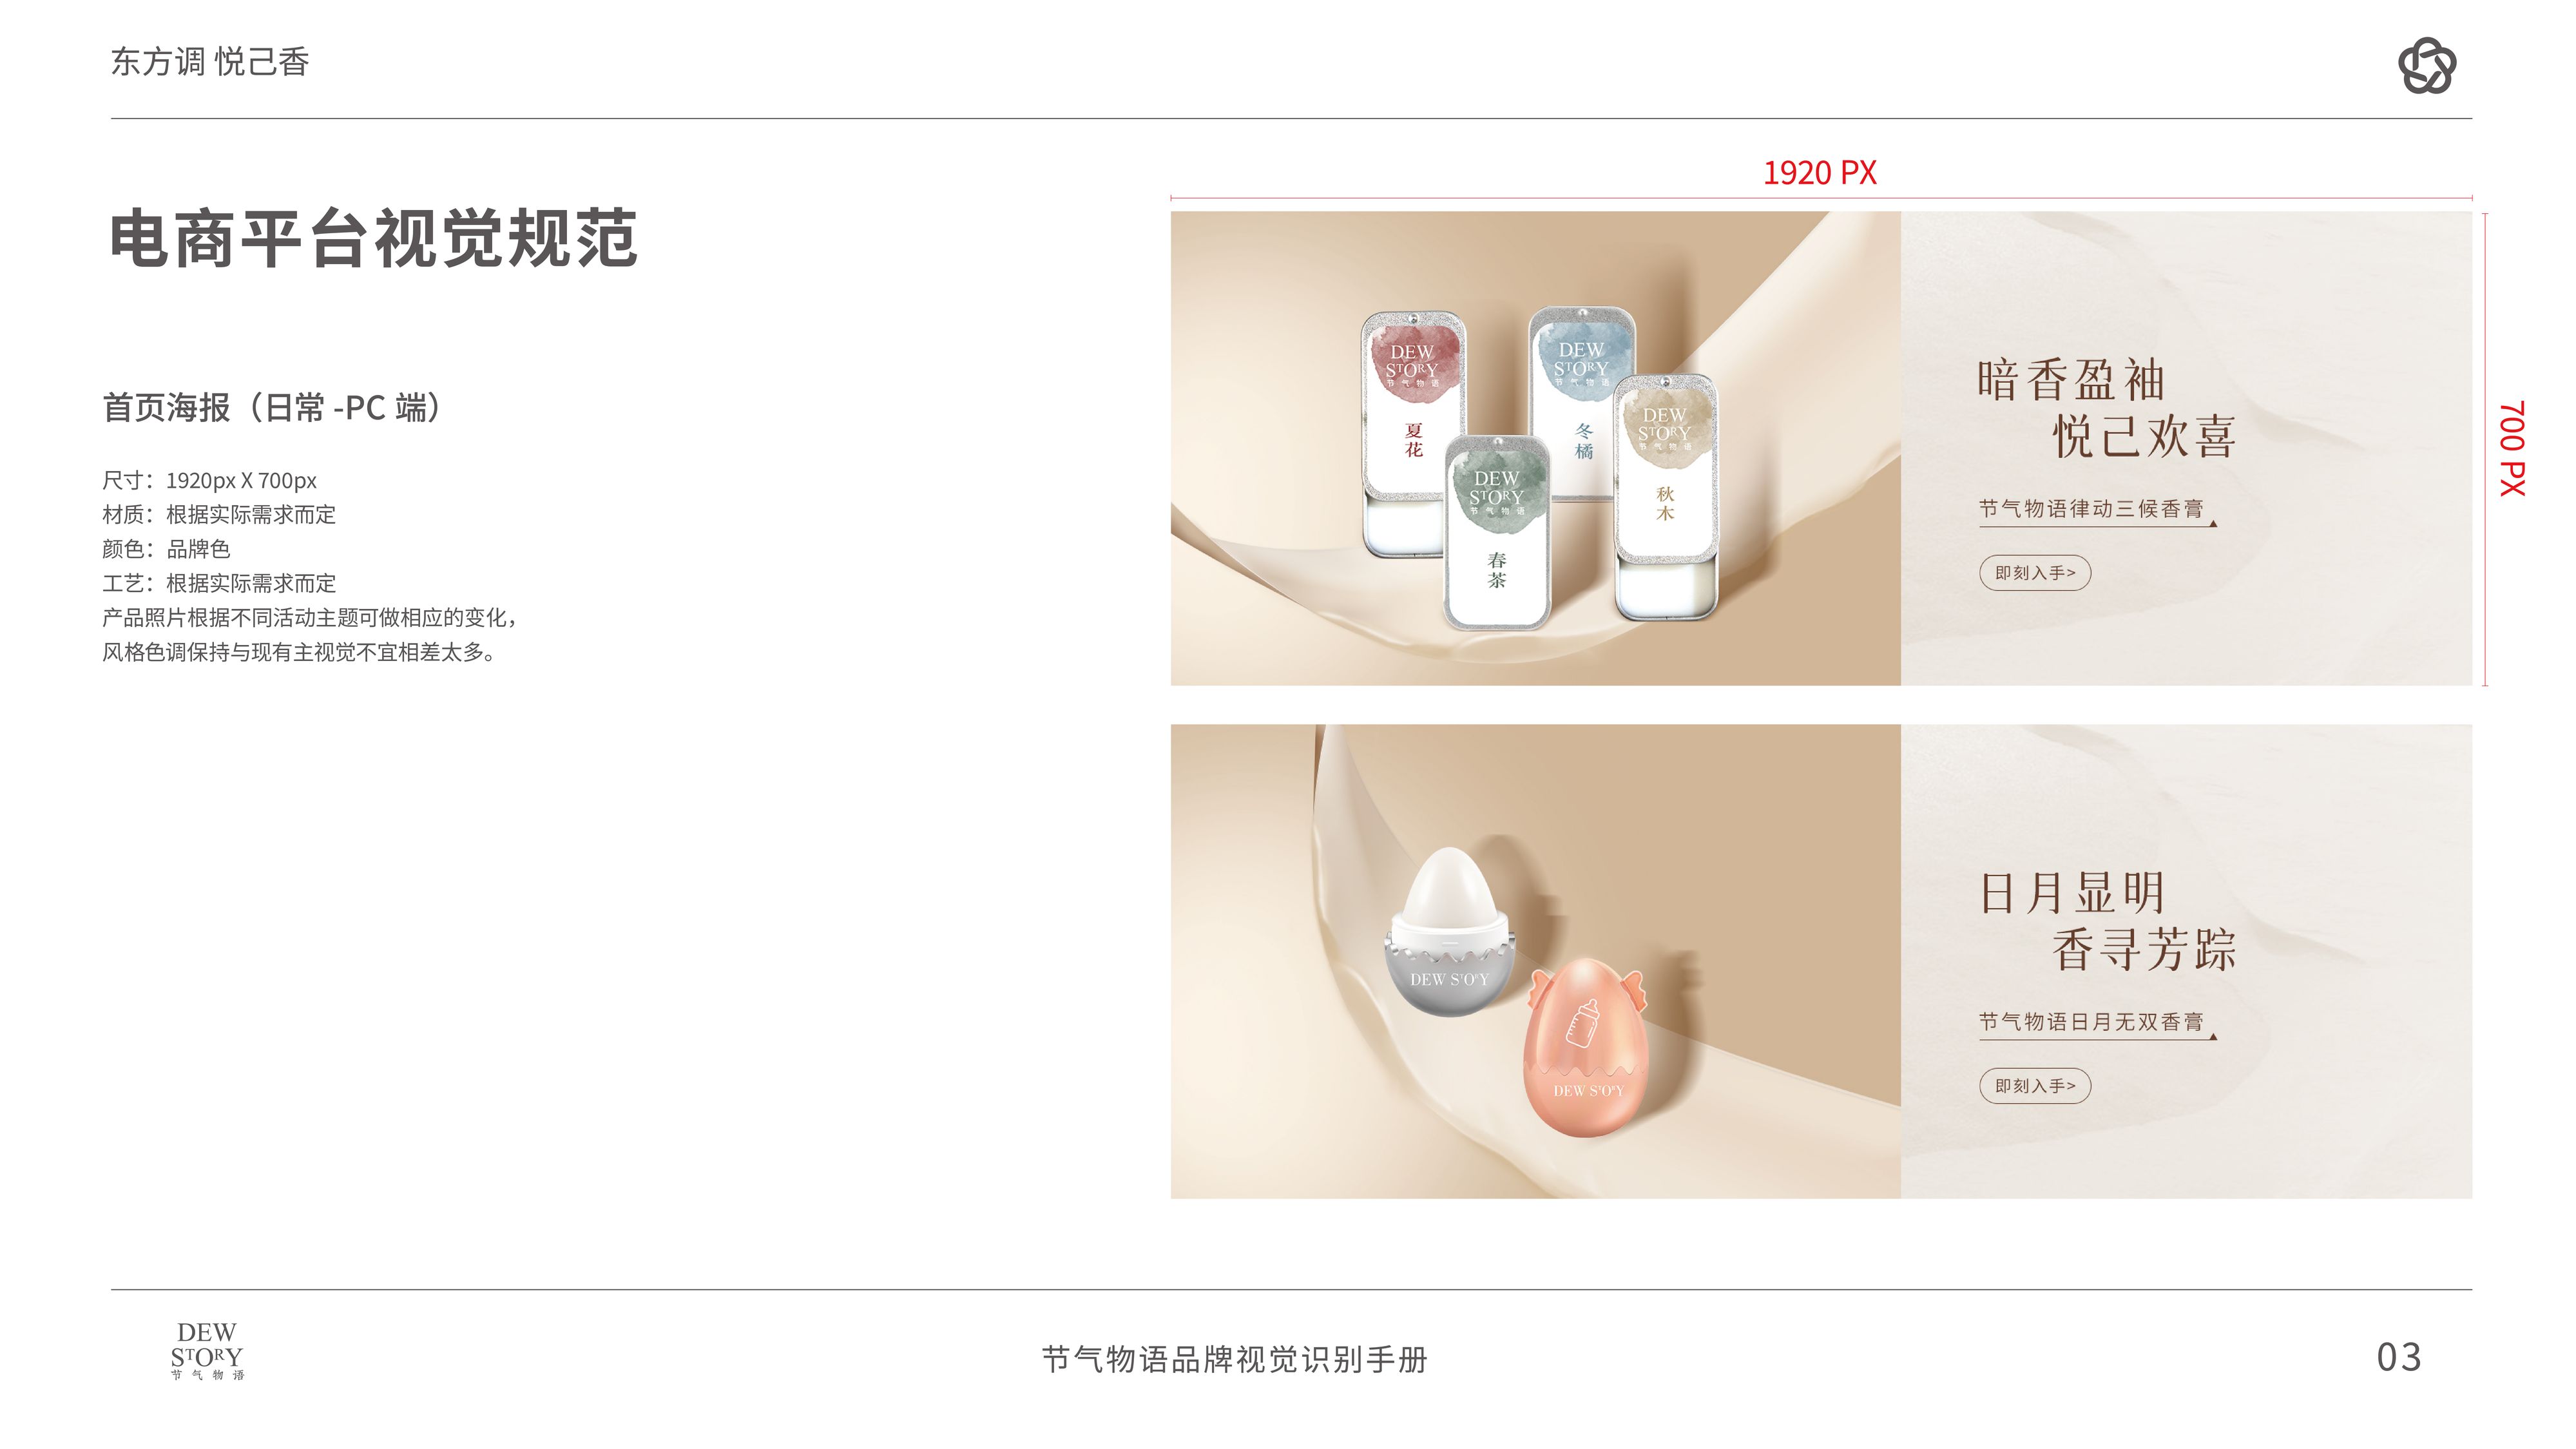 东方调 悦己香
电商平台视觉规范
首页海报（日常 -PC 端）
尺寸：1920px X 700px
材质：根据实际需求而定
颜色：品牌色
工艺：根据实际需求而定
产品照片根据不同活动主题可做相应的变化，
风格色调保持与现有主视觉不宜相差太多。
1920 PX
700 PX
DEW
STORY
节气物语
夏花
DEW
STORY
节气物语
冬橘
DEW
STORY
节气物语
秋木
DEW
STORY
节气物语
春茶
暗香盈袖
悦己欢喜
节气物语律动三候香膏
即刻入手>
DEW STORY
DEW STORY
日月显明
香寻芳踪
节气物语日月无双香膏
即刻入手>
DEW
STORY
节气物语
节气物语品牌视觉识别手册
03